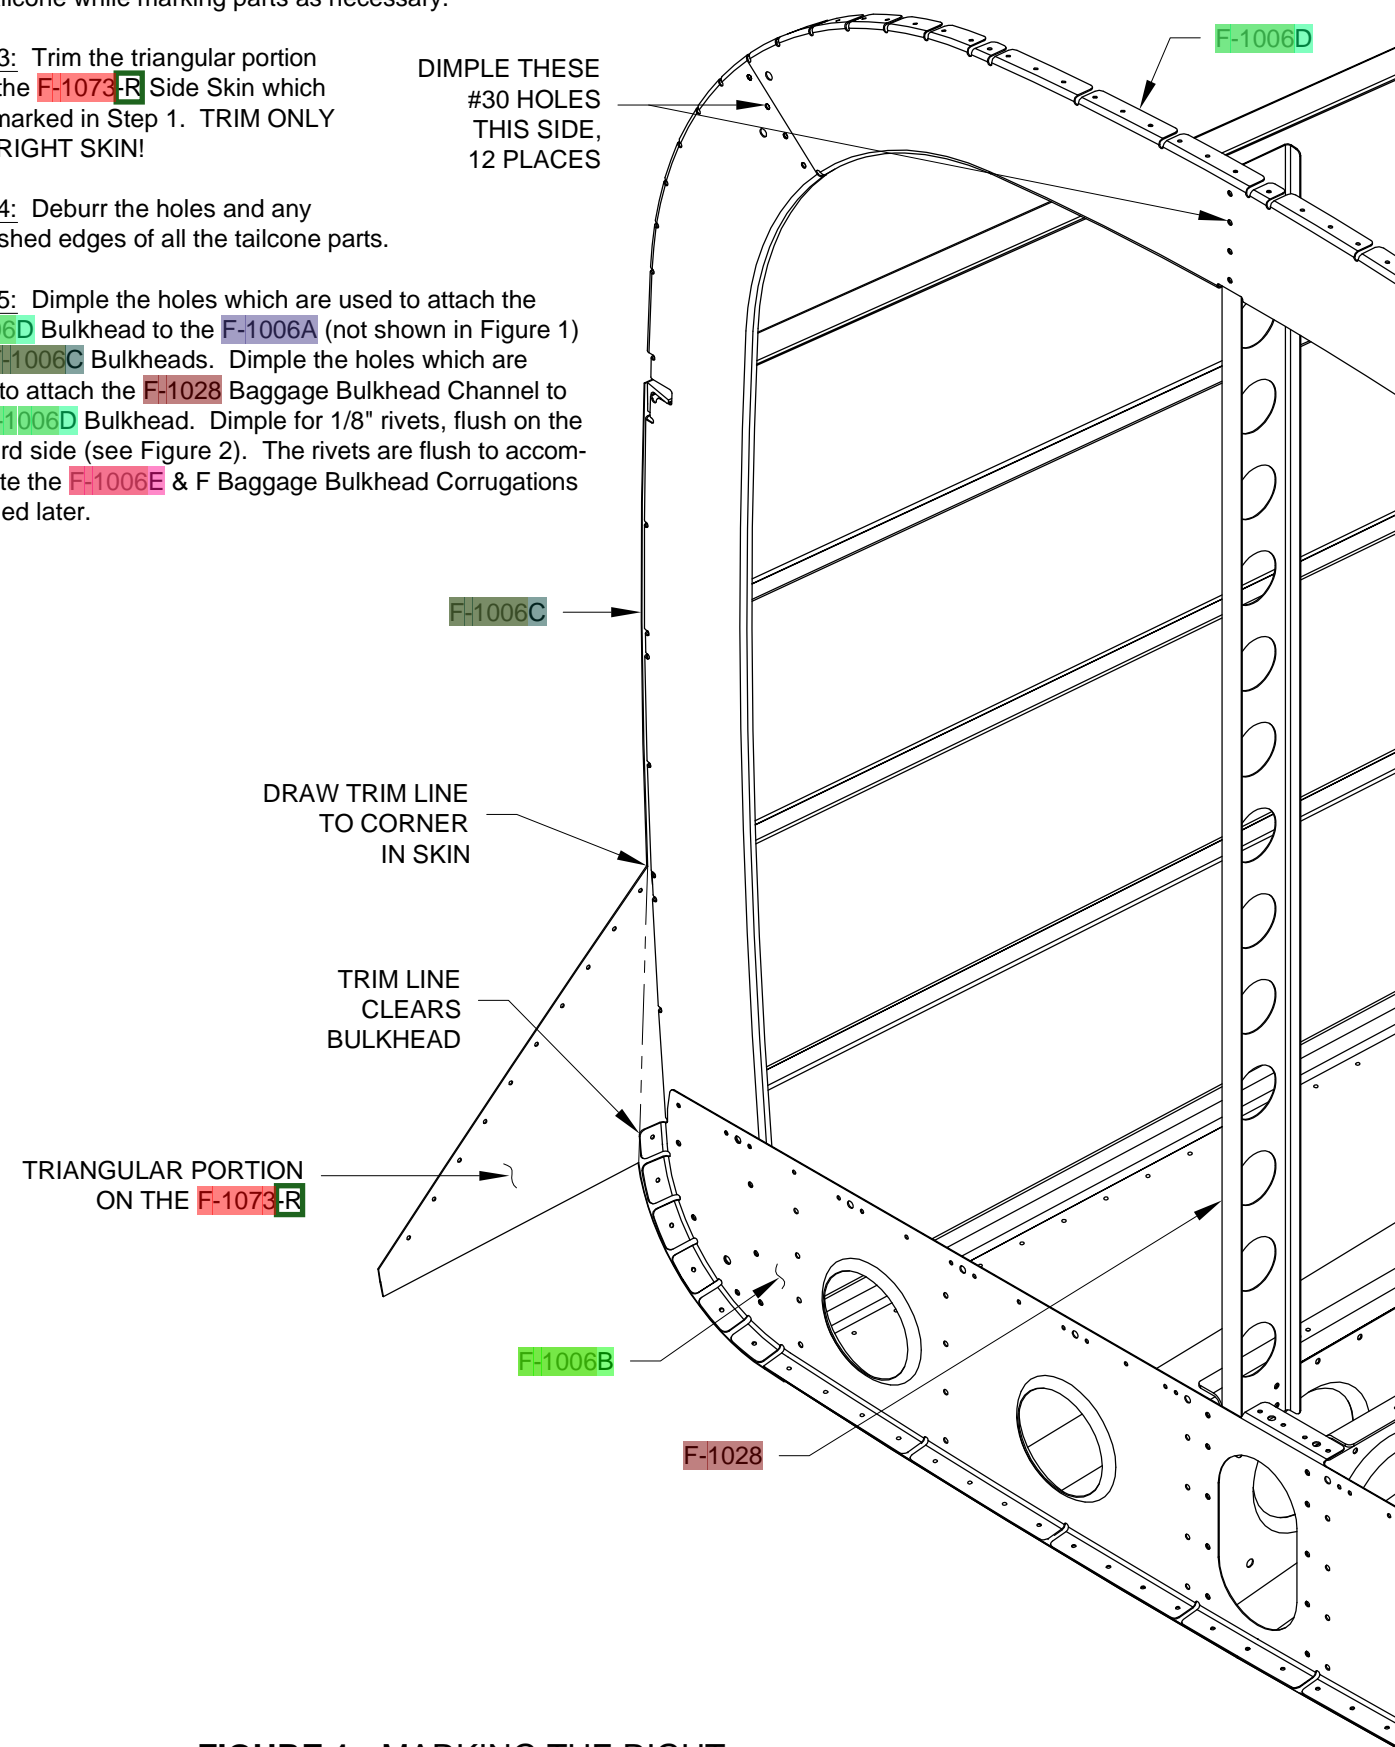 while marking parts as necessary.
3: Trim the triangular portion
the F-1073-R Side Skin which
marked in Step 1. TRIM ONLY
RIGHT SKIN!
4: Deburr the holes and any
edges of all the tailcone parts.
5: Dimple the holes which are used to attach the
6D Bulkhead to the F-1006A (not shown in Figure 1)
F-1006C Bulkheads. Dimple the holes which are
to attach the F-1028 Baggage Bulkhead Channel to
-1006D Bulkhead. Dimple for 1/8" rivets, flush on the
rd side (see Figure 2). The rivets are flush to accom-
te the F-1006E & F Baggage Bulkhead Corrugations
ed later.
DIMPLE THESE
#30 HOLES
THIS SIDE,
12 PLACES
F-1006D
F-1006C
DRAW TRIM LINE
TO CORNER
IN SKIN
TRIM LINE
CLEARS
BULKHEAD
TRIANGULAR PORTION
ON THE F-1073-R
F-1006B
F-1028
FIGURE 1: MARKING THE RIGHT